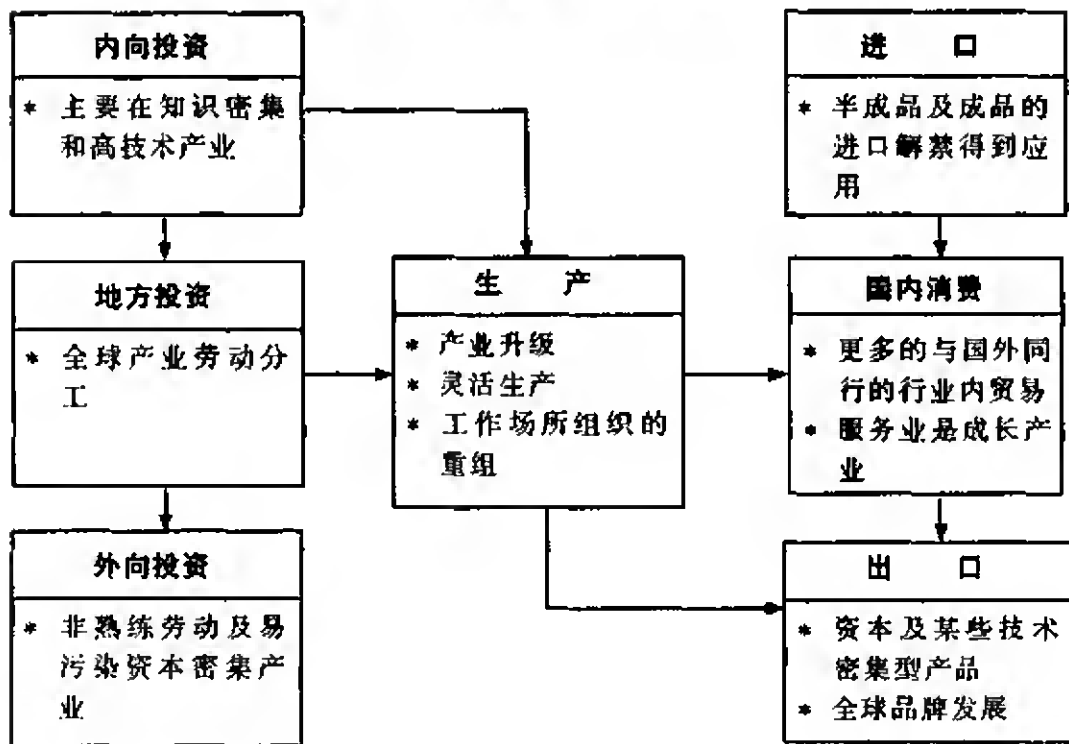 内向投资
* 主要在知识密集
和高技术产业
地方投资
* 全球产业劳动分
工
外向投资
* 非熟练劳动及易
污染资本密集产
业
生 产
* 产业升级
* 灵活生产
* 工作场所组织的
重组
进 口
* 半成品及成品的
进口解禁得到应
用
国内消费
* 更多的与国外同
行的行业内贸易
* 服务业是成长产
业
出 口
* 资本及某些技术
密集型产品
* 全球品牌发展